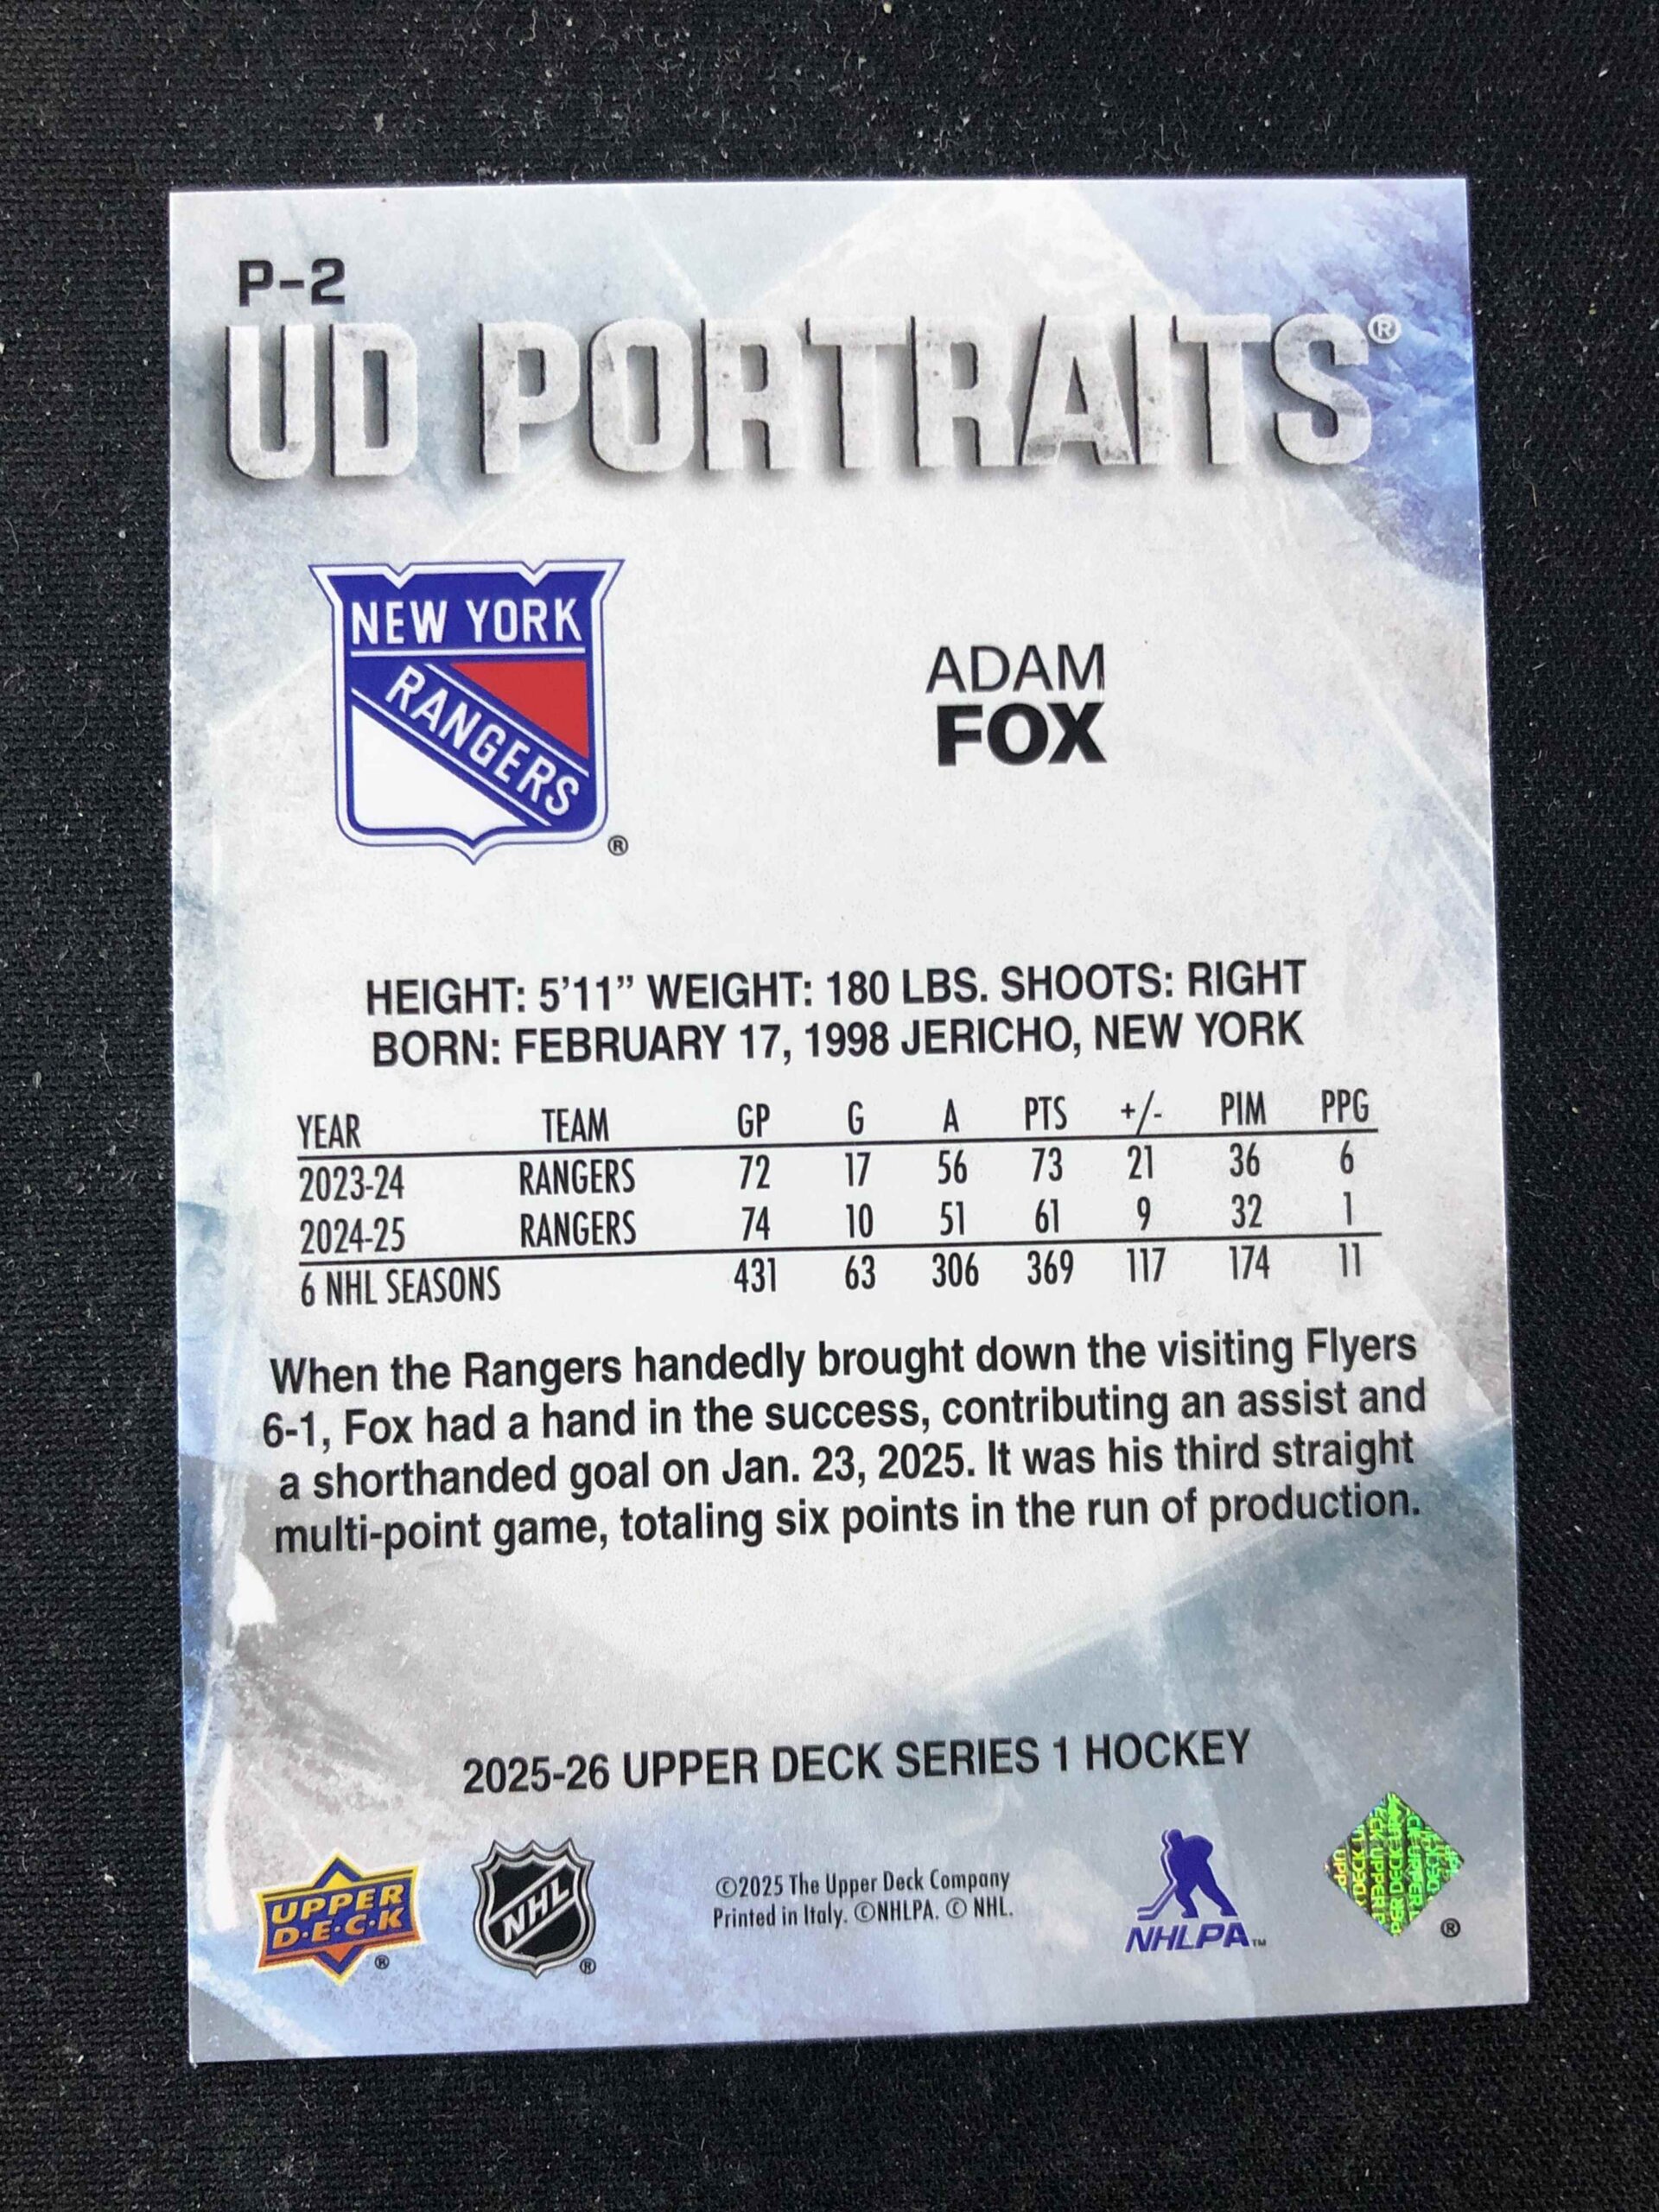 P-2
UD PORTRAITS®
NEW YORK
RANGERS
®
ADAM
FOX
HEIGHT: 5'11” WEIGHT: 180 LBS. SHOOTS: RIGHT
BORN: FEBRUARY 17, 1998 JERICHO, NEW YORK
YEAR TEAM GP G A PTS +/- PIM PPG
2023-24 RANGERS 72 17 56 73 21 36 6
2024-25 RANGERS 74 10 51 61 9 32 1
6 NHL SEASONS 431 63 306 369 117 174 11
When the Rangers handedly brought down the visiting Flyers
6-1, Fox had a hand in the success, contributing an assist and
a shorthanded goal on Jan. 23, 2025. It was his third straight
multi-point game, totaling six points in the run of production.
2025-26 UPPER DECK SERIES 1 HOCKEY
UPPER
D·E·C·K
®
NHL
®
©2025 The Upper Deck Company
Printed in Italy. ©NHLPA. © NHL.
NHLPA™
®